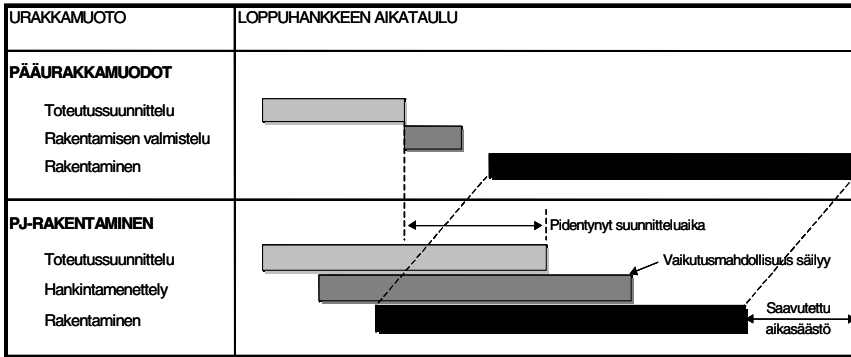 URAKKAMUOTO
LOPPUHANKKEEN AIKATAULU
PÄÄURAKKAMUODOT
Toteutussuunnittelu
Rakentamisen valmistelu
Rakentaminen
PJ-RAKENTAMINEN
Pidentynyt suunnitteluaika
Toteutussuunnittelu
Vaikutusmahdollisuus säilyy
Hankintamenettely
Rakentaminen
Saavutettu
aikasäästö